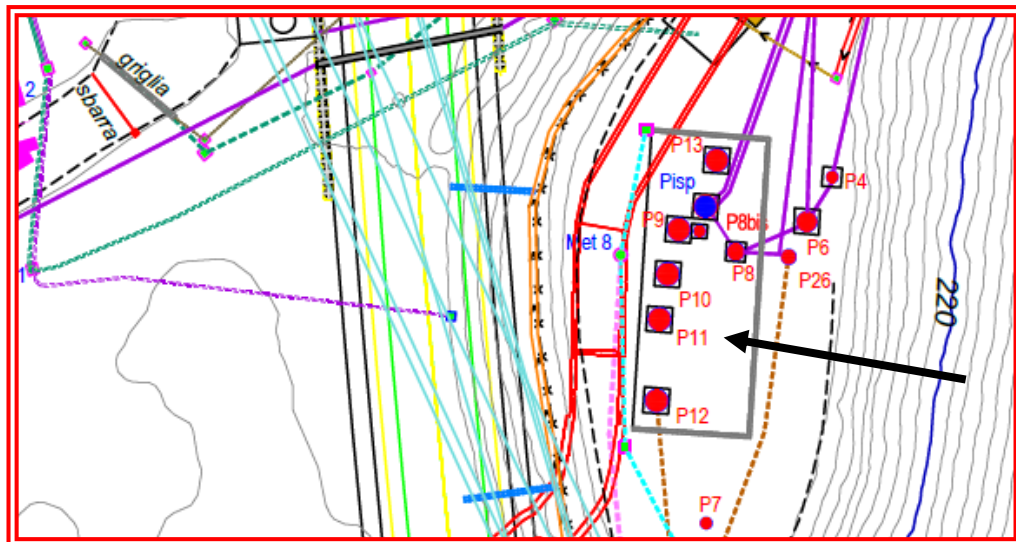 griglia
2
sbarra
1
P13
P4
Pisp
P9
P8bis
Met 8
P6
P8
P26
P10
220
P11
P12
P7